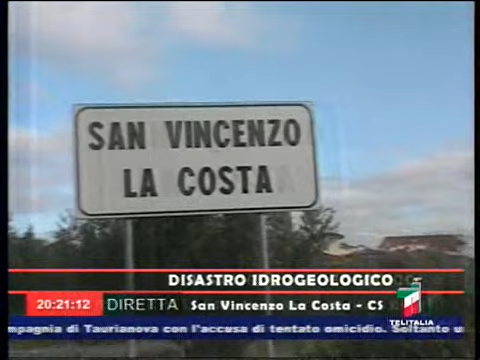 SAN VINCENZO
LA COSTA
DISASTRO IDROGEOLOGICO
20:21:12 DIRETTA San Vincenzo La Costa - CS
TELITALIA
mpagnia di Taurianova con l'accusa di tentato omicidio. Soltanto u